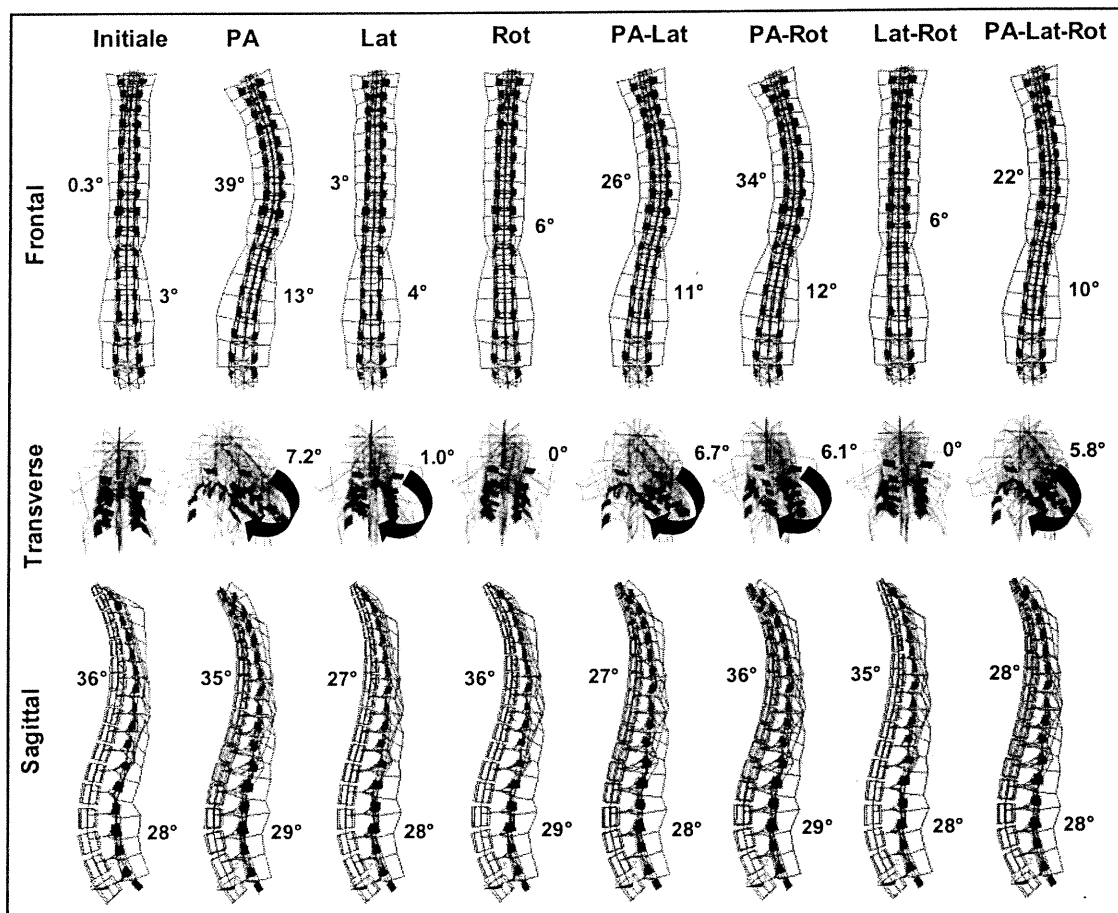 Initiale PA Lat Rot PA-Lat PA-Rot Lat-Rot PA-Lat-Rot
Frontal
0.3° 39° 3° 26° 34° 22°
6° 6°
3° 13° 4° 11° 12° 10°
Transverse
7.2° 1.0° 0° 6.7° 6.1° 0° 5.8°
Sagittal
36° 35° 27° 36° 27° 36° 35° 28°
28° 29° 28° 29° 28° 29° 28° 28°